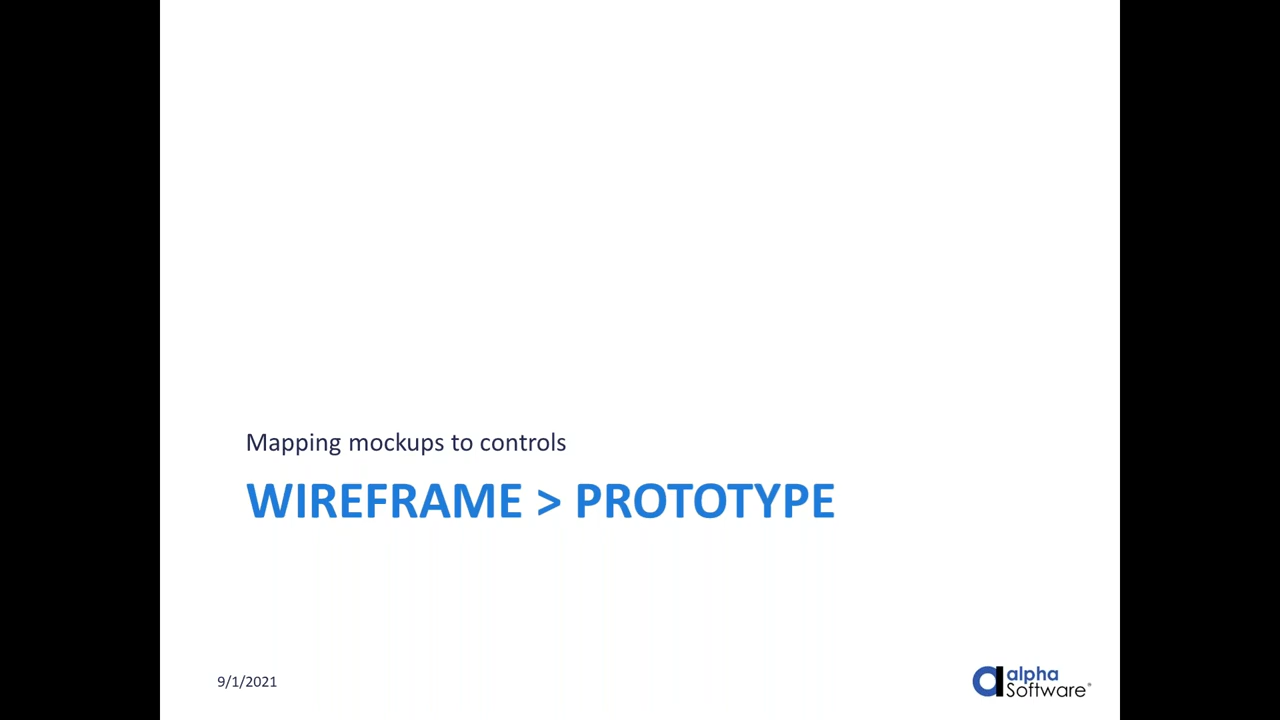 Mapping mockups to controls
WIREFRAME > PROTOTYPE
9/1/2021
alpha
Software®